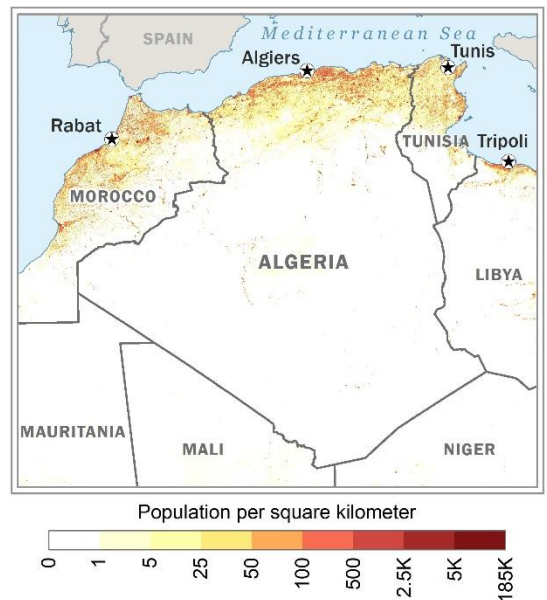 SPAIN
Mediterranean Sea
Algiers
Tunis
Rabat
TUNISIA
Tripoli
MOROCCO
ALGERIA
LIBYA
MAURITANIA
MALI
NIGER
Population per square kilometer
0 1 5 25 50 100 500 2.5K 5K 185K